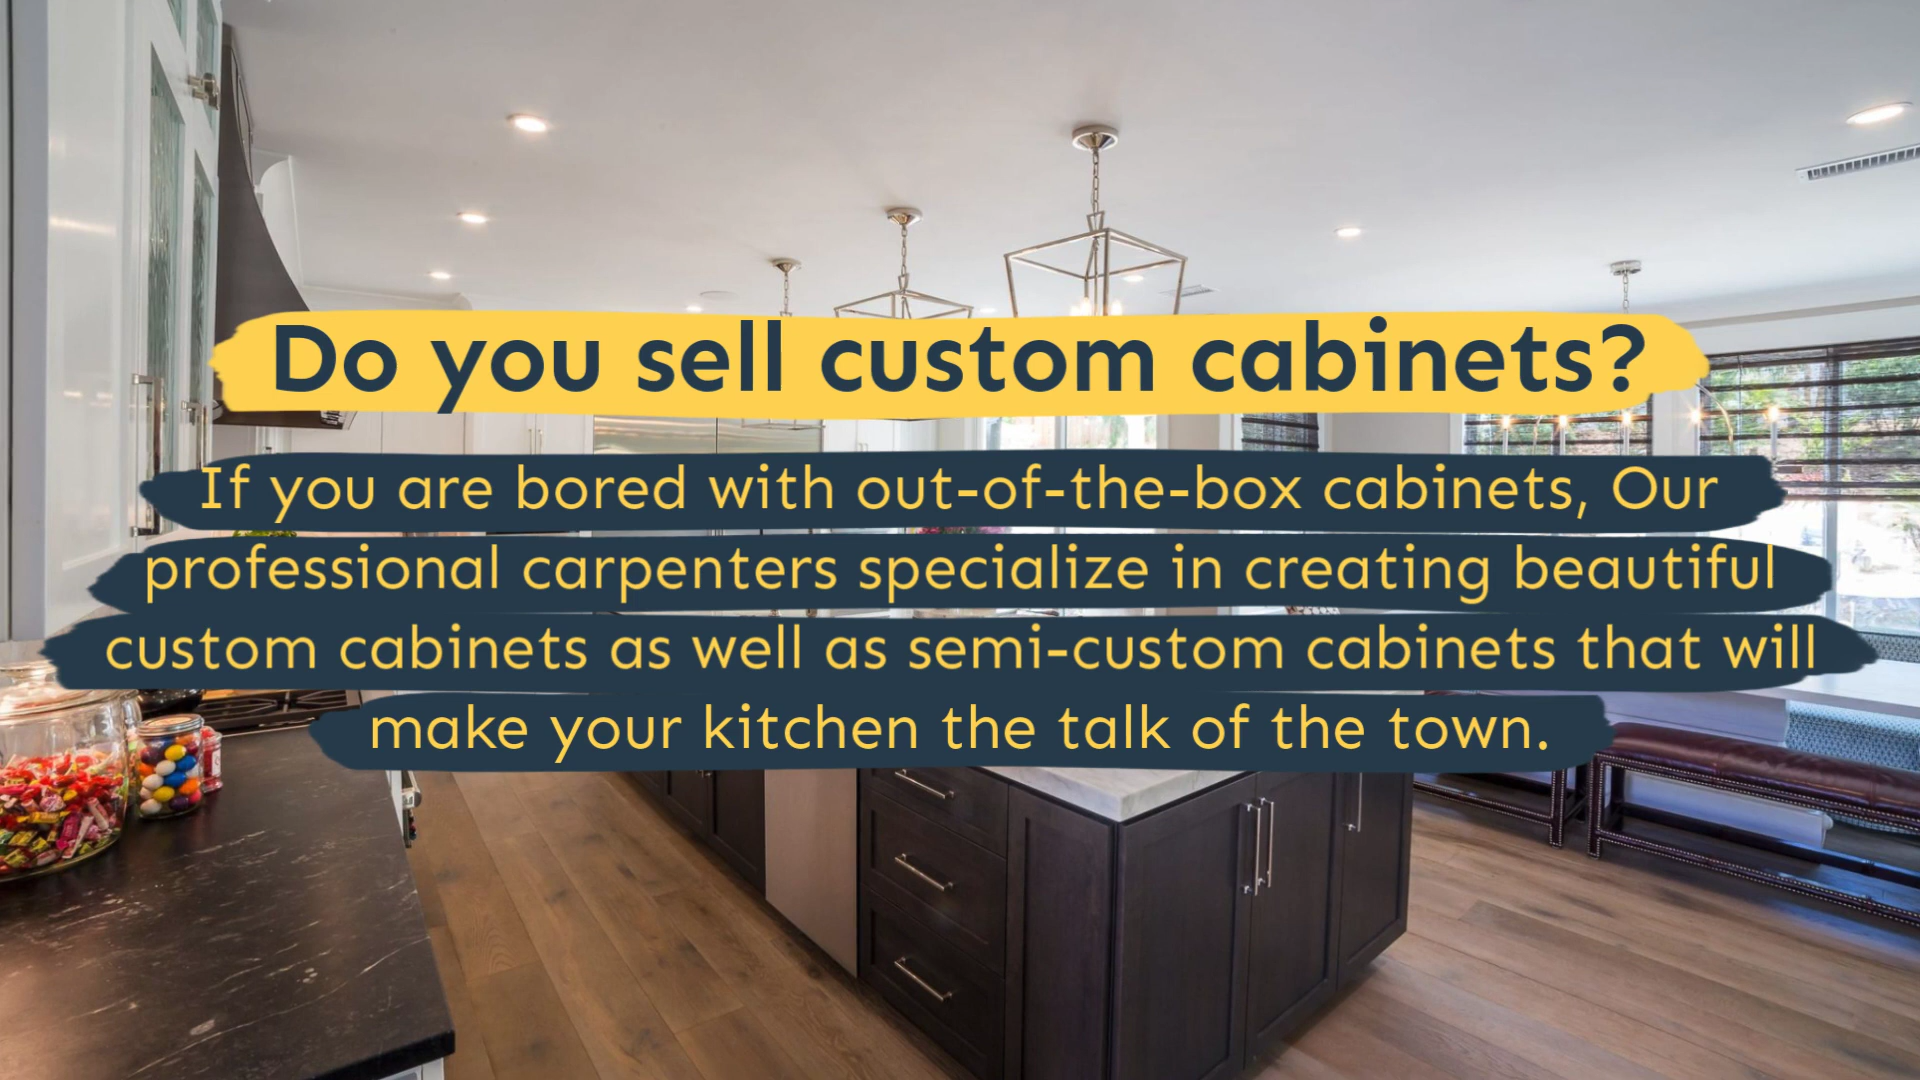 Do you sell custom cabinets?
If you are bored with out-of-the-box cabinets, Our
professional carpenters specialize in creating beautiful
custom cabinets as well as semi-custom cabinets that will
make your kitchen the talk of the town.